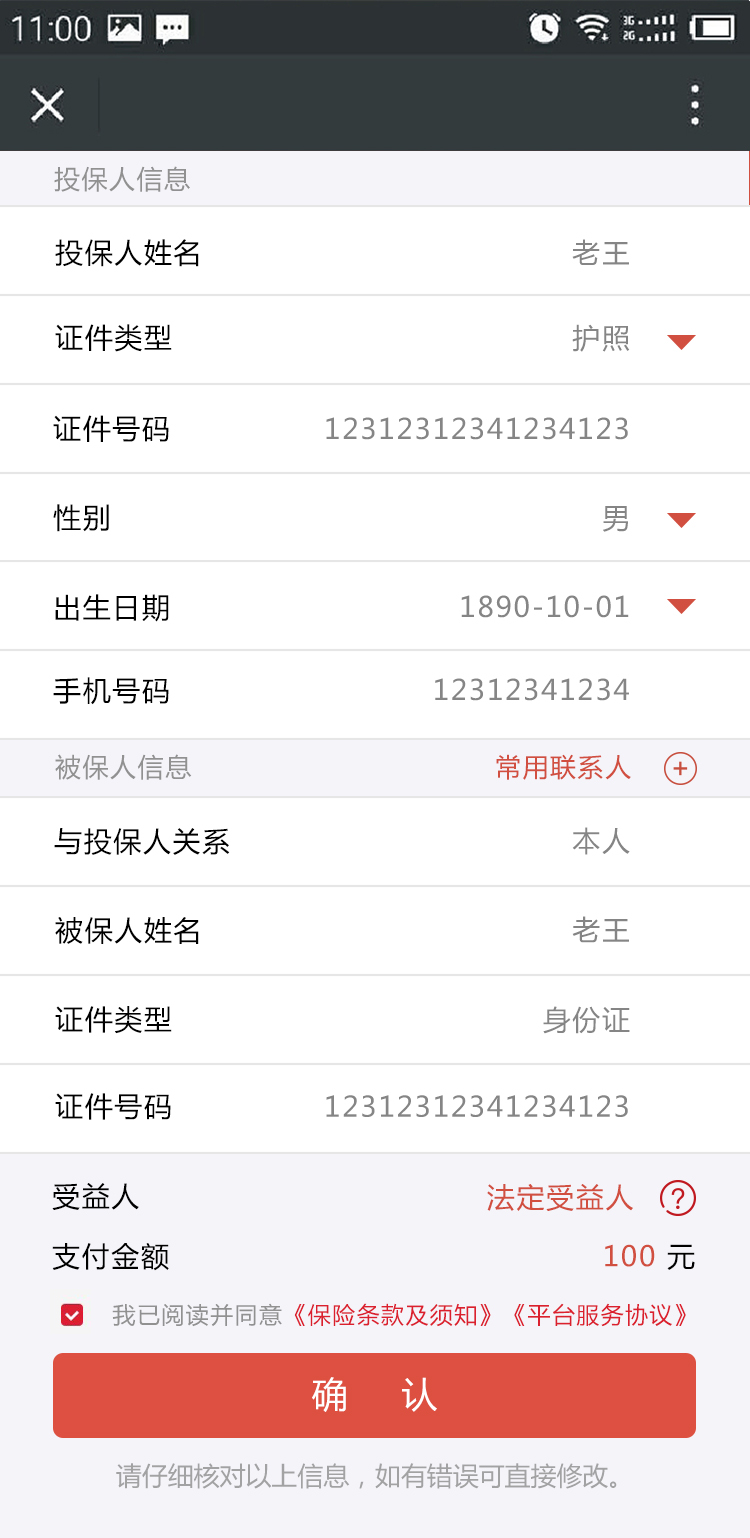 11:00 3G 2G
投保人信息
投保人姓名 老王
证件类型 护照
证件号码 12312312341234123
性别 男
出生日期 1890-10-01
手机号码 12312341234
被保人信息 常用联系人
与投保人关系 本人
被保人姓名 老王
证件类型 身份证
证件号码 12312312341234123
受益人 法定受益人 ?
支付金额 100 元
我已阅读并同意《保险条款及须知》《平台服务协议》
确 认
请仔细核对以上信息，如有错误可直接修改。